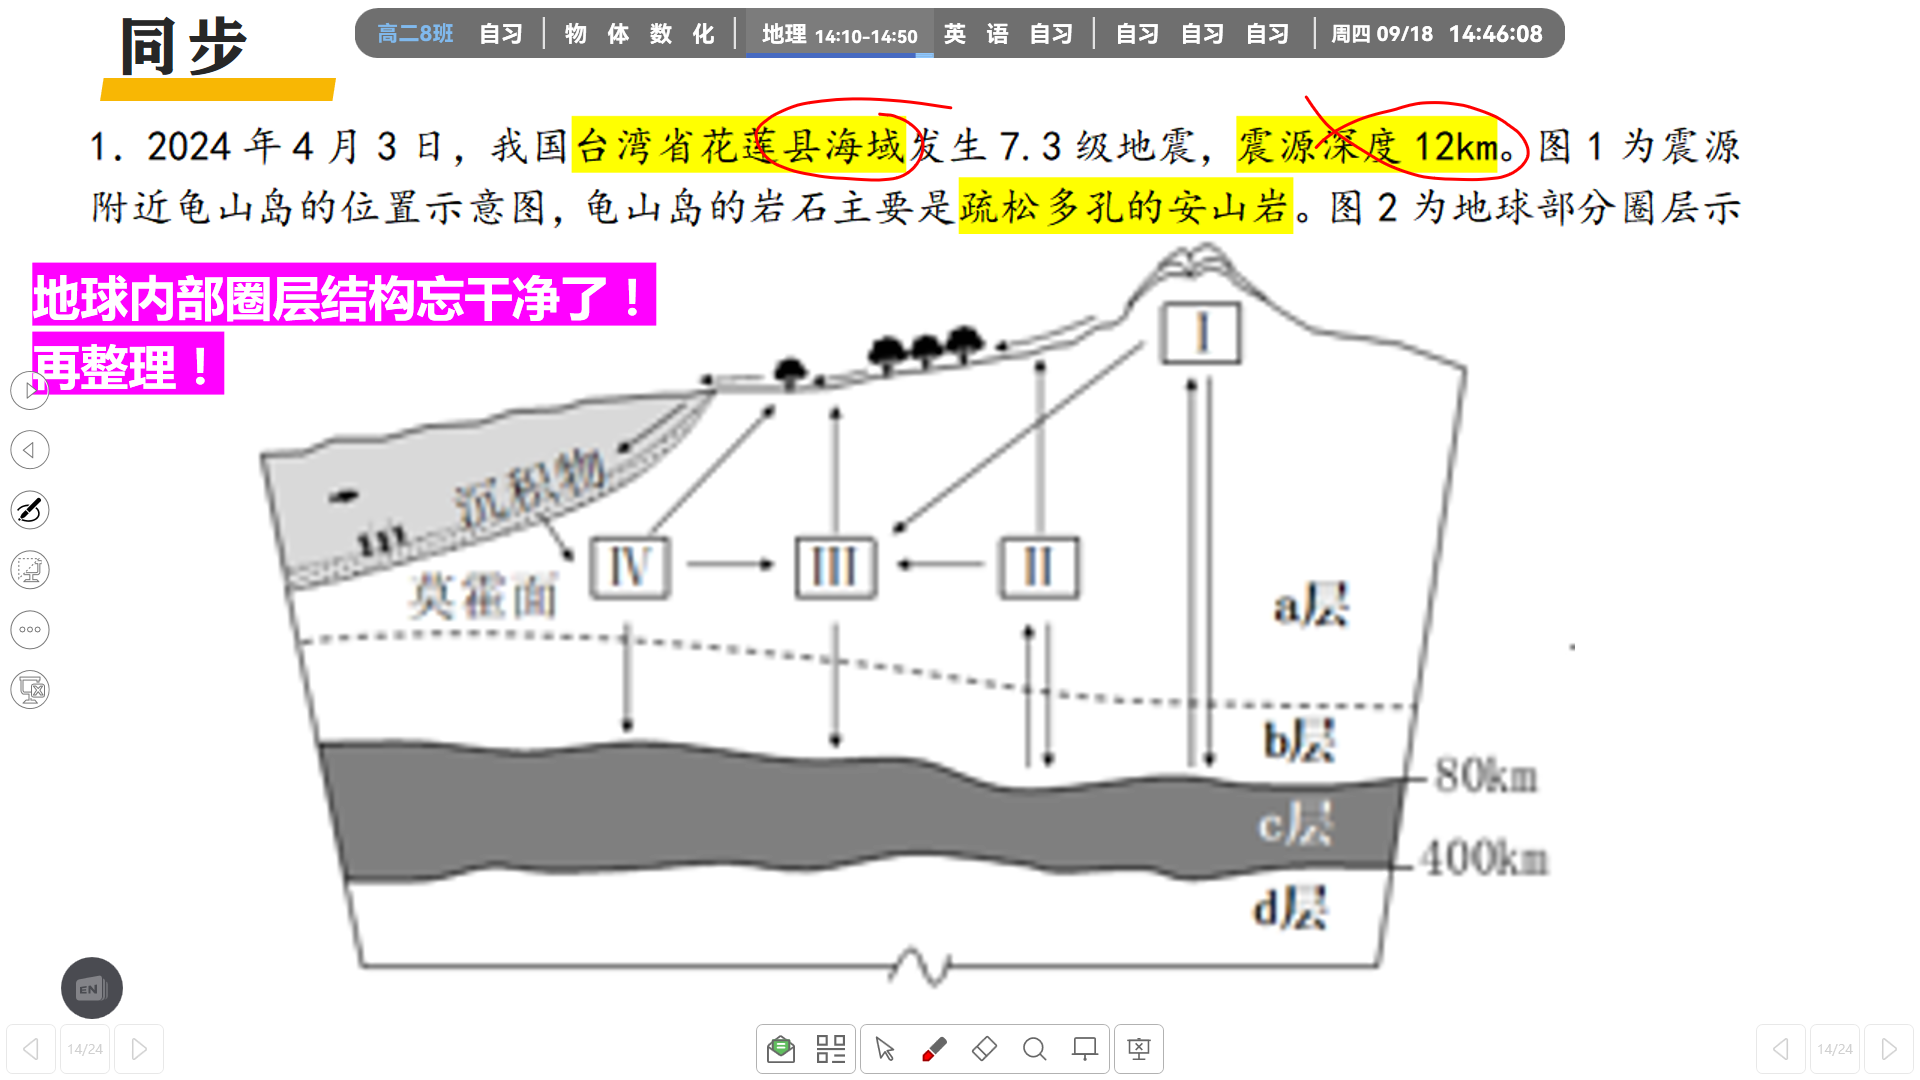 同步
高二8班 自习 物 体 数 化 地理 14:10-14:50 英 语 自习 自习 自习 自习 周四 09/18 14:46:08
1. 2024 年 4 月 3 日，我国台湾省花莲县海域发生 7.3 级地震，震源深度 12km。图 1 为震源
附近龟山岛的位置示意图，龟山岛的岩石主要是疏松多孔的安山岩。图 2 为地球部分圈层示
地球内部圈层结构忘干净了！
再整理！
I
沉积物
IV
III
II
莫霍面
a层
b层
80km
c层
400km
d层
EN
14/24
14/24